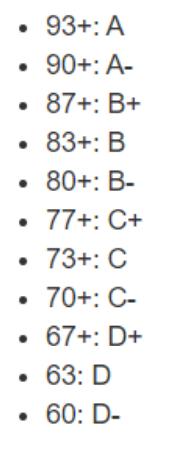 • 93+: A
• 90+: A-
• 87+: B+
• 83+: B
• 80+: B-
• 77+: C+
• 73+: C
• 70+: C-
• 67+: D+
• 63: D
• 60: D-